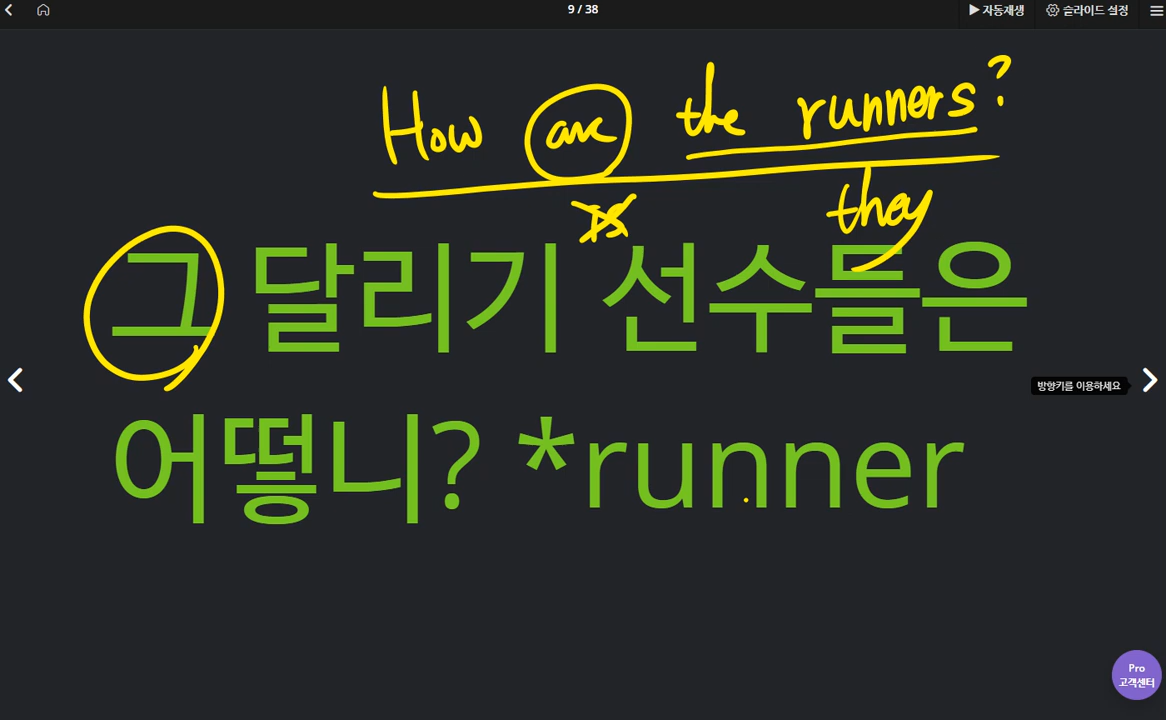 9 / 38
자동재생
슬라이드 설정
How are the runners?
is
they
그 달리기 선수들은
방향키를 이용하세요
어떻니? *runner
Pro
고객센터